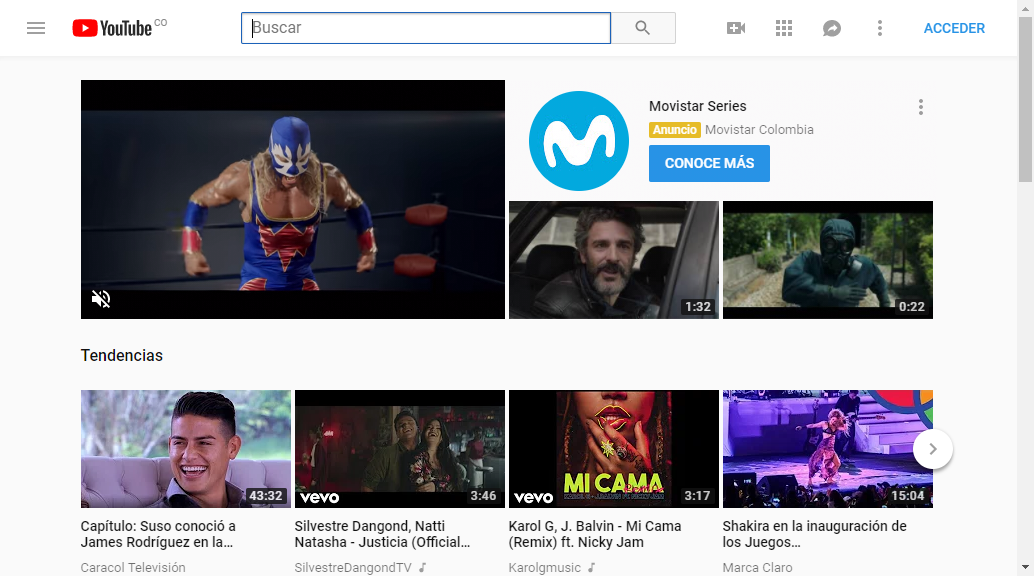 YouTube CO
Buscar
ACCEDER
Movistar Series
Anuncio Movistar Colombia
CONOCE MÁS
1:32
0:22
Tendencias
43:32
vevo
3:46
vevo
MI CAMA
3:17
15:04
Capítulo: Suso conoció a
James Rodríguez en la...
Caracol Televisión
Silvestre Dangond, Natti
Natasha - Justicia (Official...
SilvestreDangondTV
Karol G, J. Balvin - Mi Cama
(Remix) ft. Nicky Jam
Karolgmusic
Shakira en la inauguración de
los Juegos...
Marca Claro